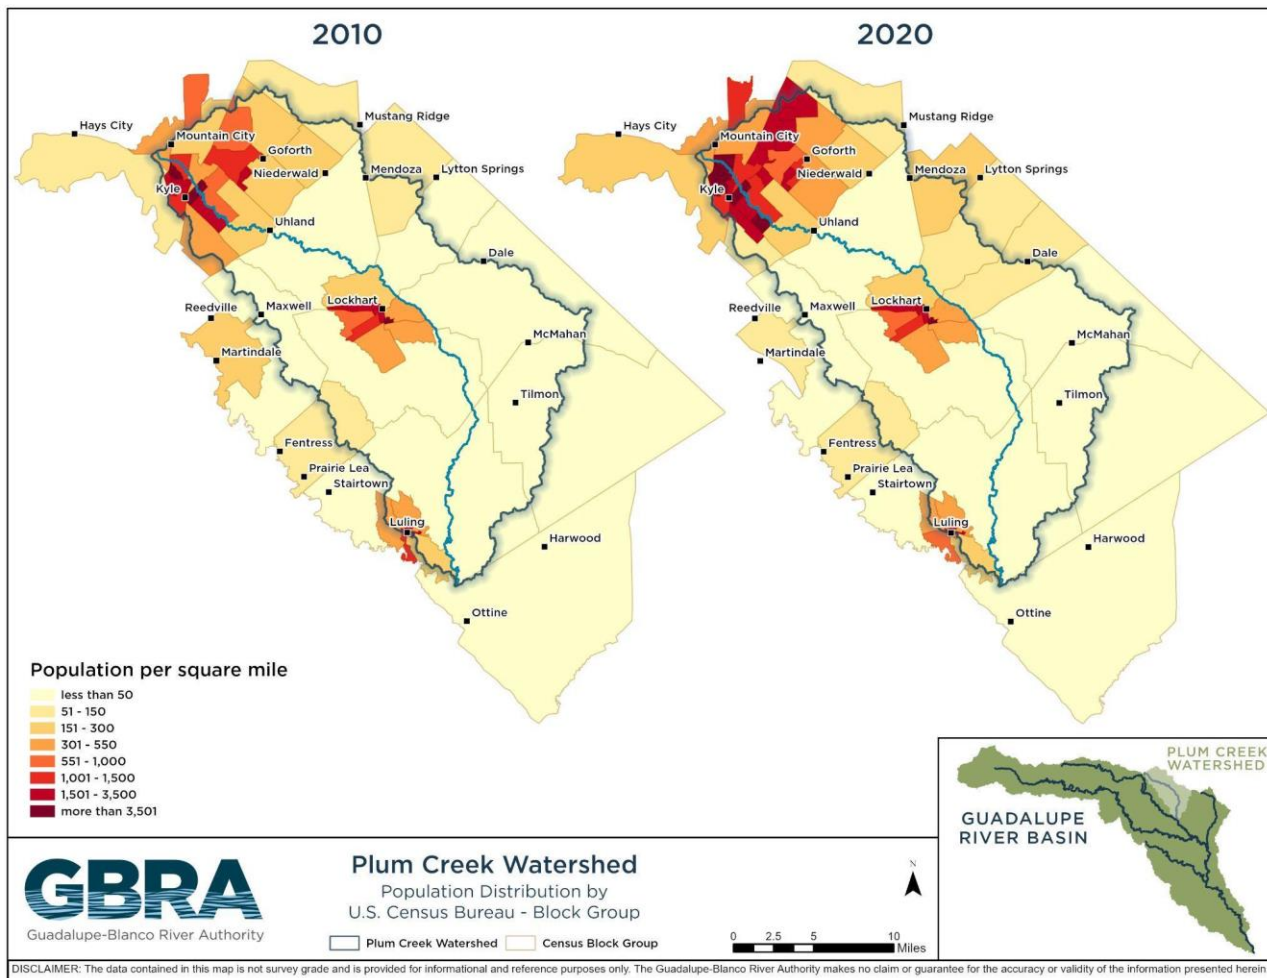 2010
2020
Hays City
Mountain City
Mustang Ridge
Goforth
Niederwald
Mendoza
Lytton Springs
Kyle
Uhland
Dale
Reedville
Maxwell
Lockhart
McMahan
Martindale
Tilmon
Fentress
Prairie Lea
Stairtown
Luling
Harwood
Ottine
Hays City
Mountain City
Mustang Ridge
Goforth
Niederwald
Mendoza
Lytton Springs
Kyle
Uhland
Dale
Reedville
Maxwell
Lockhart
McMahan
Martindale
Tilmon
Fentress
Prairie Lea
Stairtown
Luling
Harwood
Ottine
Population per square mile
less than 50
51 - 150
151 - 300
301 - 550
551 - 1,000
1,001 - 1,500
1,501 - 3,500
more than 3,501
PLUM CREEK
WATERSHED
GUADALUPE
RIVER BASIN
GBRA
Guadalupe-Blanco River Authority
Plum Creek Watershed
Population Distribution by
U.S. Census Bureau - Block Group
Plum Creek Watershed
Census Block Group
N
0 2.5 5 10
Miles
DISCLAIMER: The data contained in this map is not survey grade and is provided for informational and reference purposes only. The Guadalupe-Blanco River Authority makes no claim or guarantee for the accuracy or validity of the information presented herein